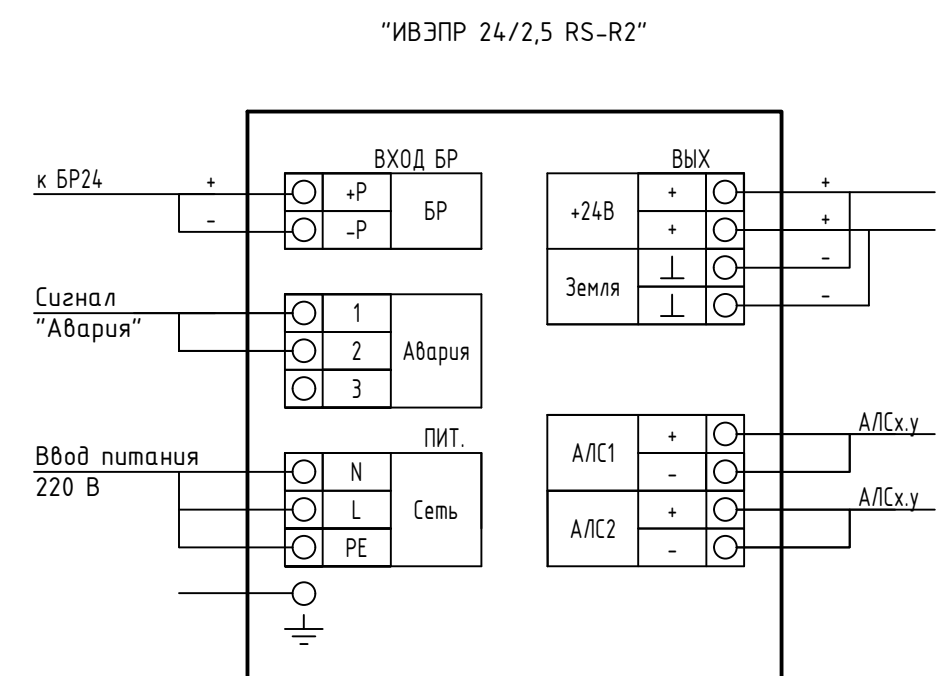 "ИВЭПР 24/2,5 RS-R2"
ВХОД БР
к БР24
+
+Р
БР
-
-Р
Сигнал
"Авария"
1
2
Авария
3
ПИТ.
Ввод питания
220 В
N
L
Сеть
PE
ВЫХ
+24В
+
+
+
+
Земля
⊥
-
⊥
-
АЛС1
+
АЛСх.у
-
АЛС2
+
АЛСх.у
-